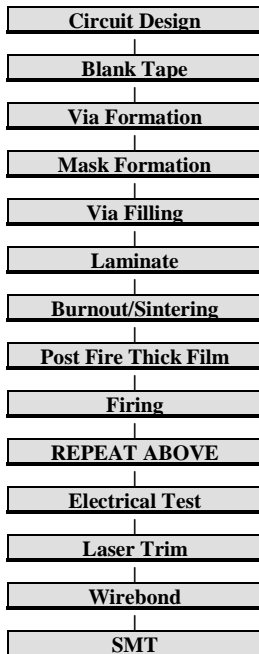 Circuit Design
Blank Tape
Via Formation
Mask Formation
Via Filling
Laminate
Burnout/Sintering
Post Fire Thick Film
Firing
REPEAT ABOVE
Electrical Test
Laser Trim
Wirebond
SMT